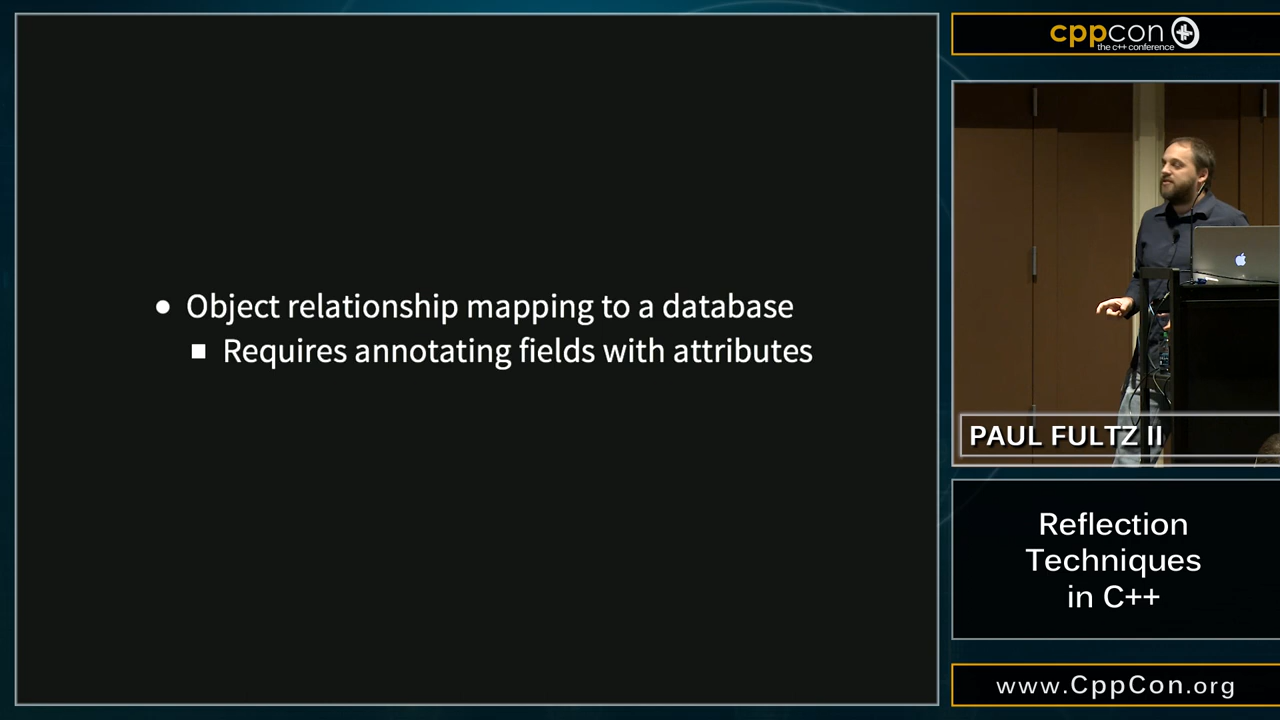 ● Object relationship mapping to a database
■ Requires annotating fields with attributes
cppcon
the c++ conference
PAUL FULTZ II
Reflection
Techniques
in C++
www.CppCon.org